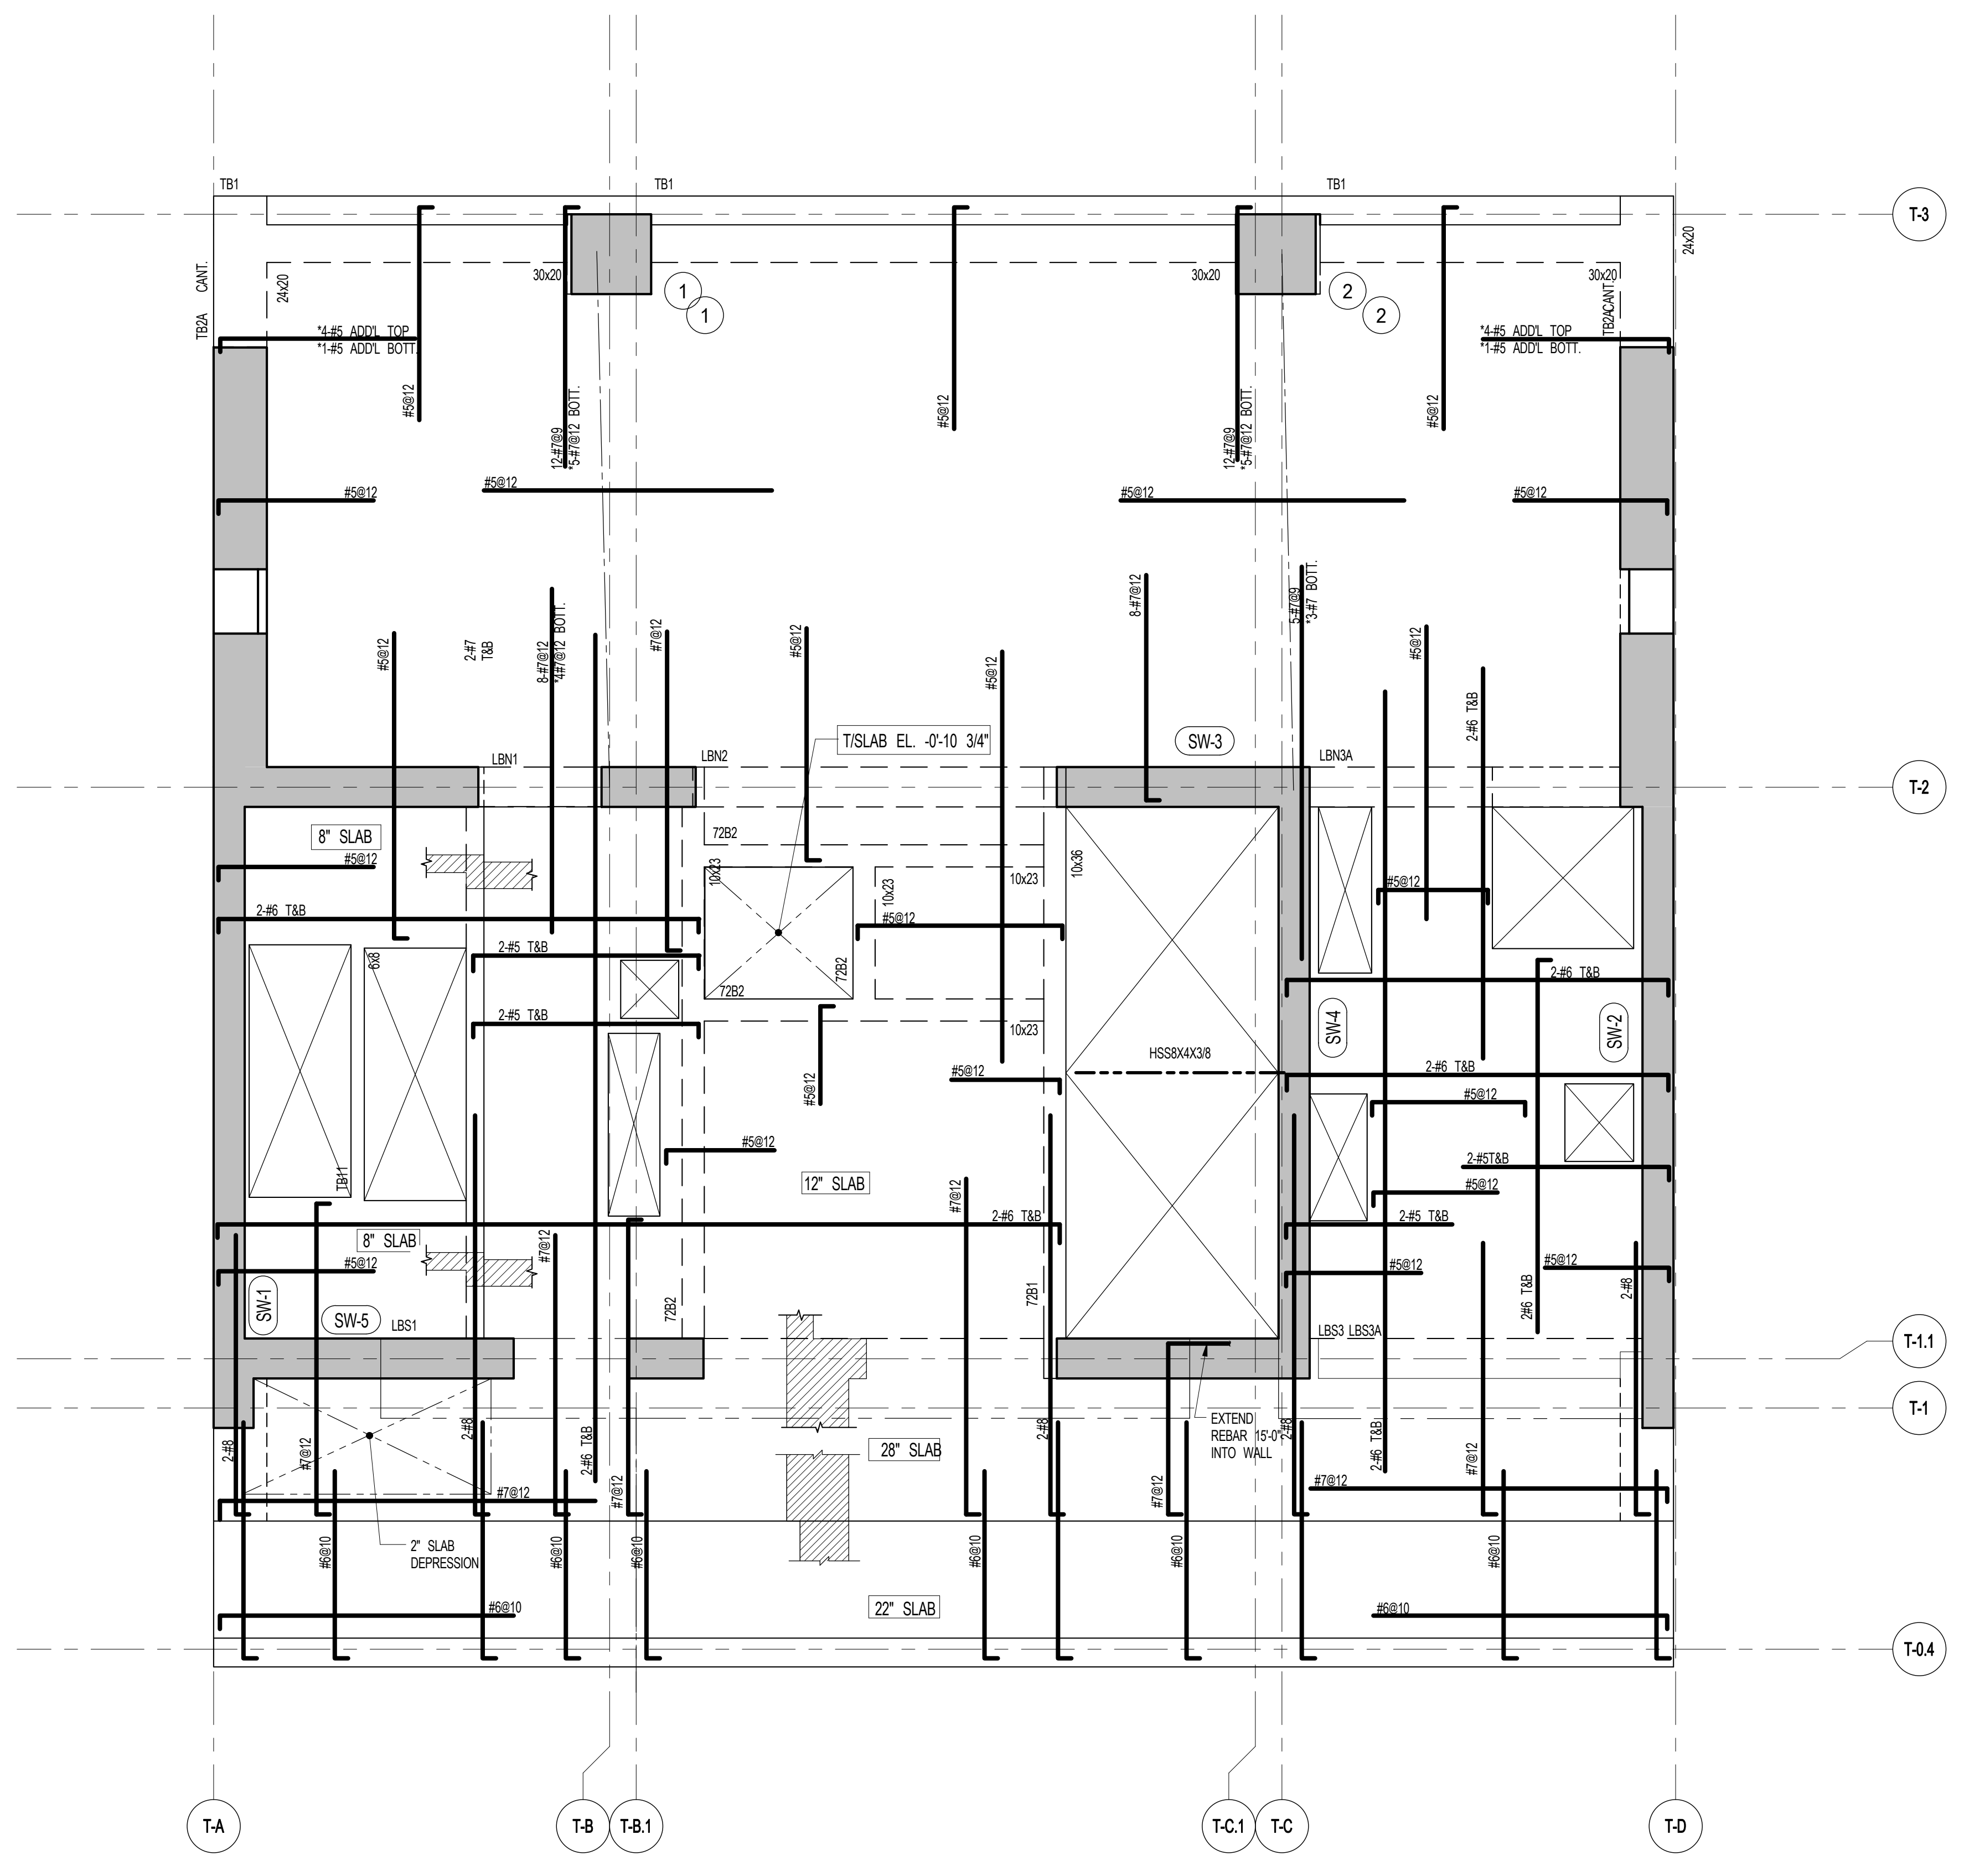 TB1
TB1
TB1
T-3
24x20
TB2A CANT.
24x20
30x20
30x20
30x20
TB2ACANT.
1
1
2
2
*4-#5 ADD'L TOP
*1-#5 ADD'L BOTT.
*4-#5 ADD'L TOP
*1-#5 ADD'L BOTT.
#5@12
12-#7@9
*5-#7@12 BOTT.
#5@12
12-#7@9
*5-#7@12 BOTT.
#5@12
#5@12
#5@12
#5@12
#5@12
#5@12
2-#7
T&B
8-#7@12
*4#7@12 BOTT.
#7@12
#5@12
#5@12
8-#7@12
5-#7@9
*3-#7 BOTT.
#5@12
2-#6 T&B
T/SLAB EL. -0'-10 3/4"
SW-3
LBN1
LBN2
LBN3A
T-2
8" SLAB
#5@12
72B2
10x23
10x23
10x23
10x36
#5@12
2-#6 T&B
#5@12
2-#5 T&B
6x8
72B2
72B2
2-#6 T&B
2-#5 T&B
10x23
SW-4
SW-2
HSS8X4X3/8
#5@12
#5@12
2-#6 T&B
#5@12
#5@12
2-#5T&B
TB11
12" SLAB
#7@12
#5@12
2-#6 T&B
2-#5 T&B
8" SLAB
#7@12
#5@12
#5@12
#5@12
SW-1
SW-5
LBS1
72B2
72B1
2#6 T&B
2-#8
LBS3 LBS3A
T-1.1
T-1
2-#8
#7@12
2-#8
2-#6 T&B
#7@12
28" SLAB
2-#8
#7@12
EXTEND
REBAR 15'-0"
INTO WALL
2-#8
2-#6 T&B
#7@12
#7@12
#7@12
2" SLAB
DEPRESSION
#6@10
#6@10
#6@10
#6@10
#6@10
#6@10
#6@10
22" SLAB
#6@10
T-0.4
T-A
T-B
T-B.1
T-C.1
T-C
T-D